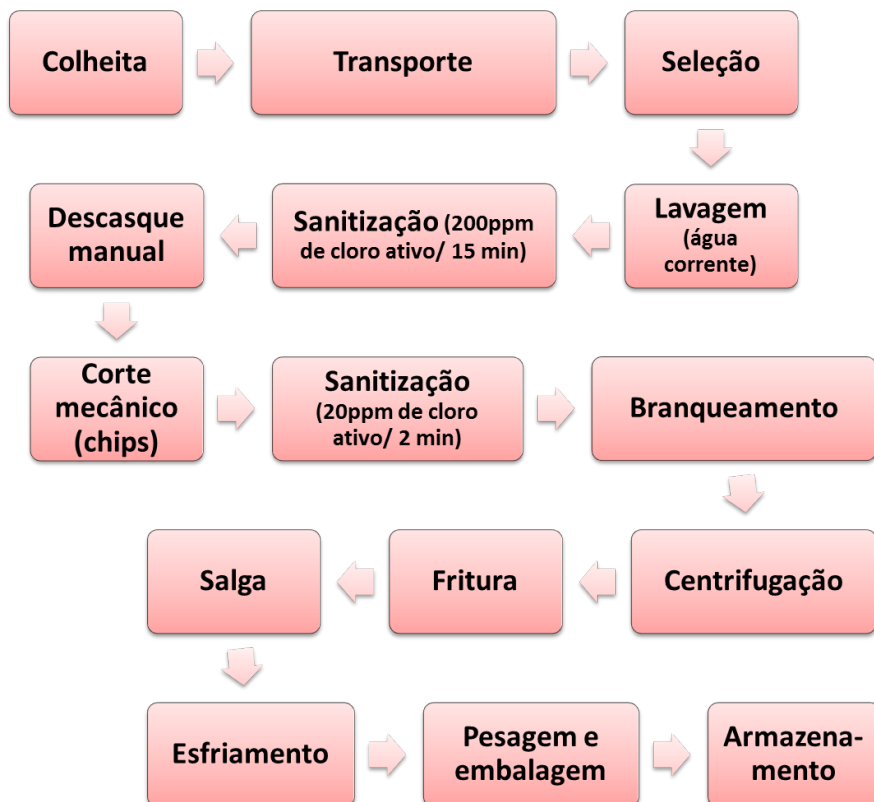 Colheita
Transporte
Seleção
Lavagem
(água
corrente)
Sanitização (200ppm
de cloro ativo/ 15 min)
Descasque
manual
Corte
mecânico
(chips)
Sanitização
(20ppm de cloro
ativo/ 2 min)
Branqueamento
Centrifugação
Fritura
Salga
Esfriamento
Pesagem e
embalagem
Armazena-
mento